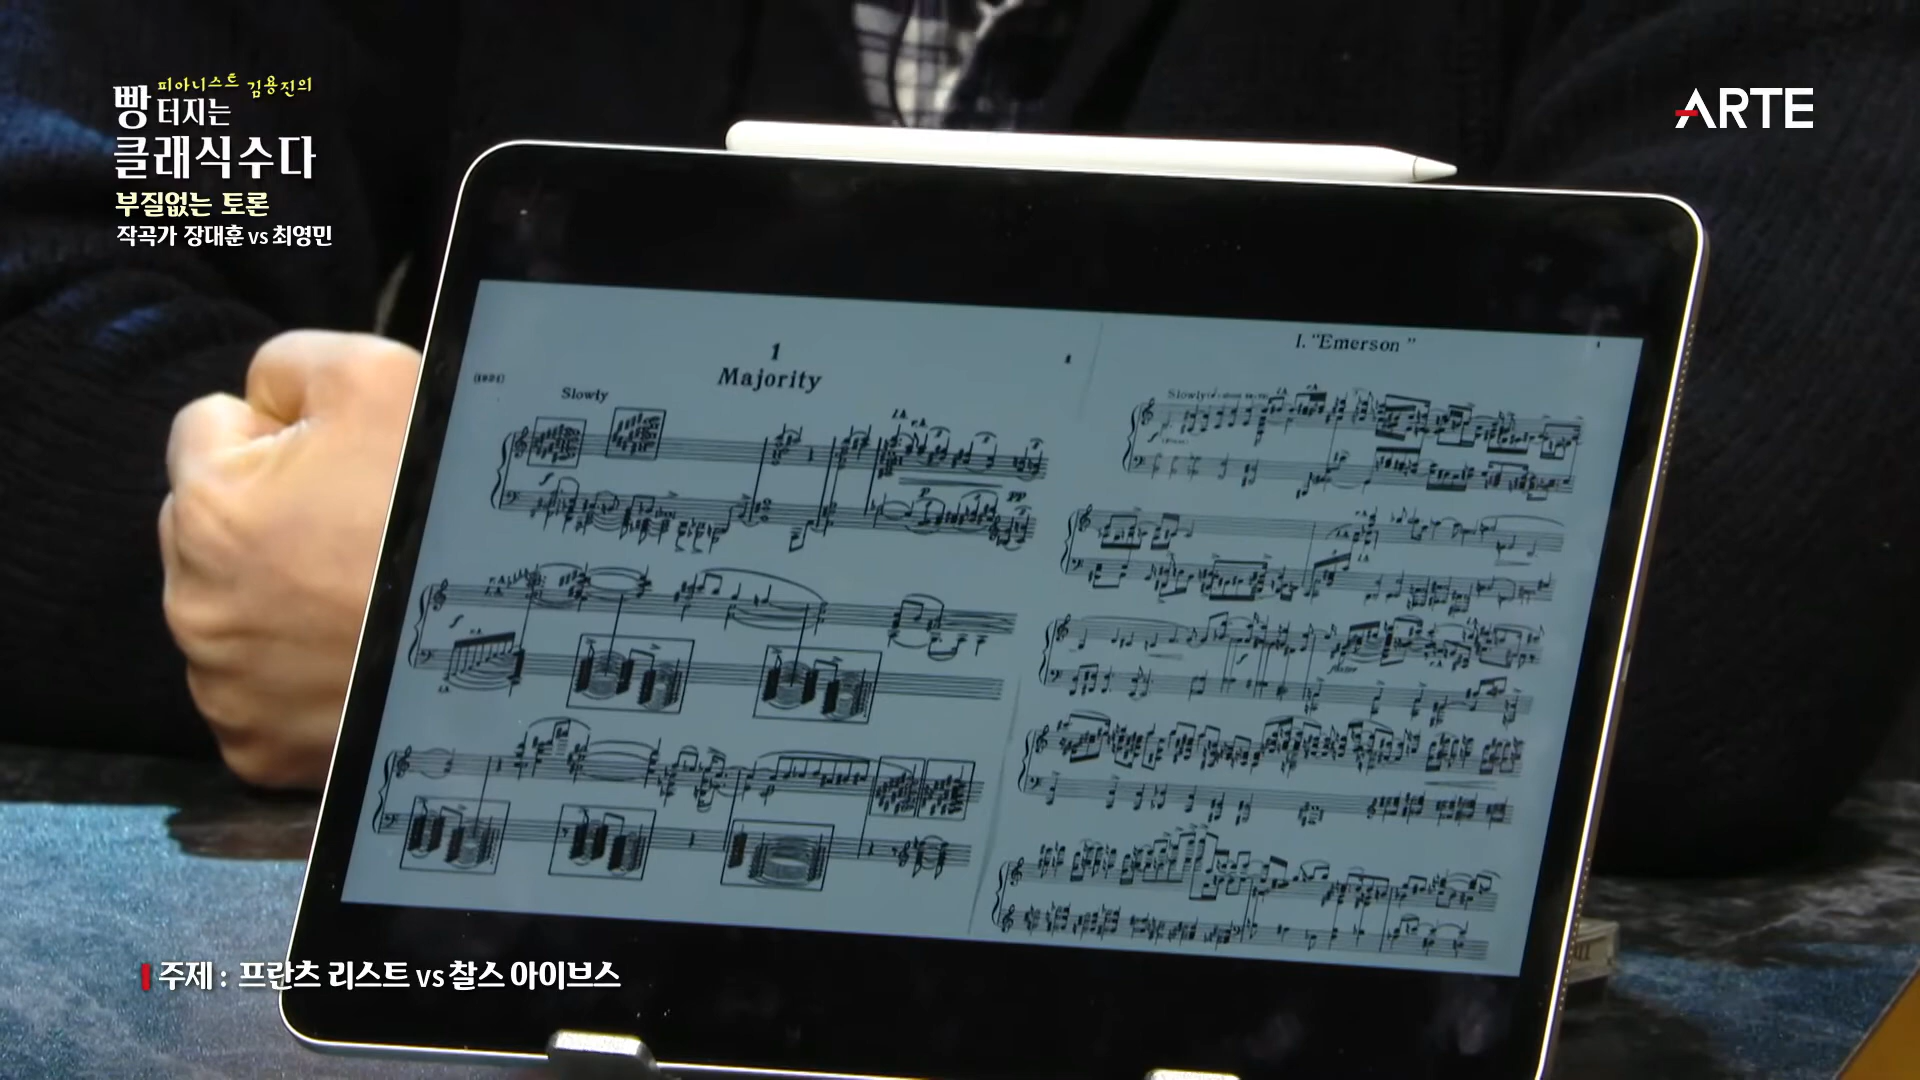 피아니스트 김용진의
빵 터지는
클래식수다
부질없는 토론
작곡가 장대훈 vs 최영민
ARTE
1
Majority
(1921)
Slowly
f
p
pp
f
I. "Emerson"
Slowly
f
주제 : 프란츠 리스트 vs 찰스 아이브스